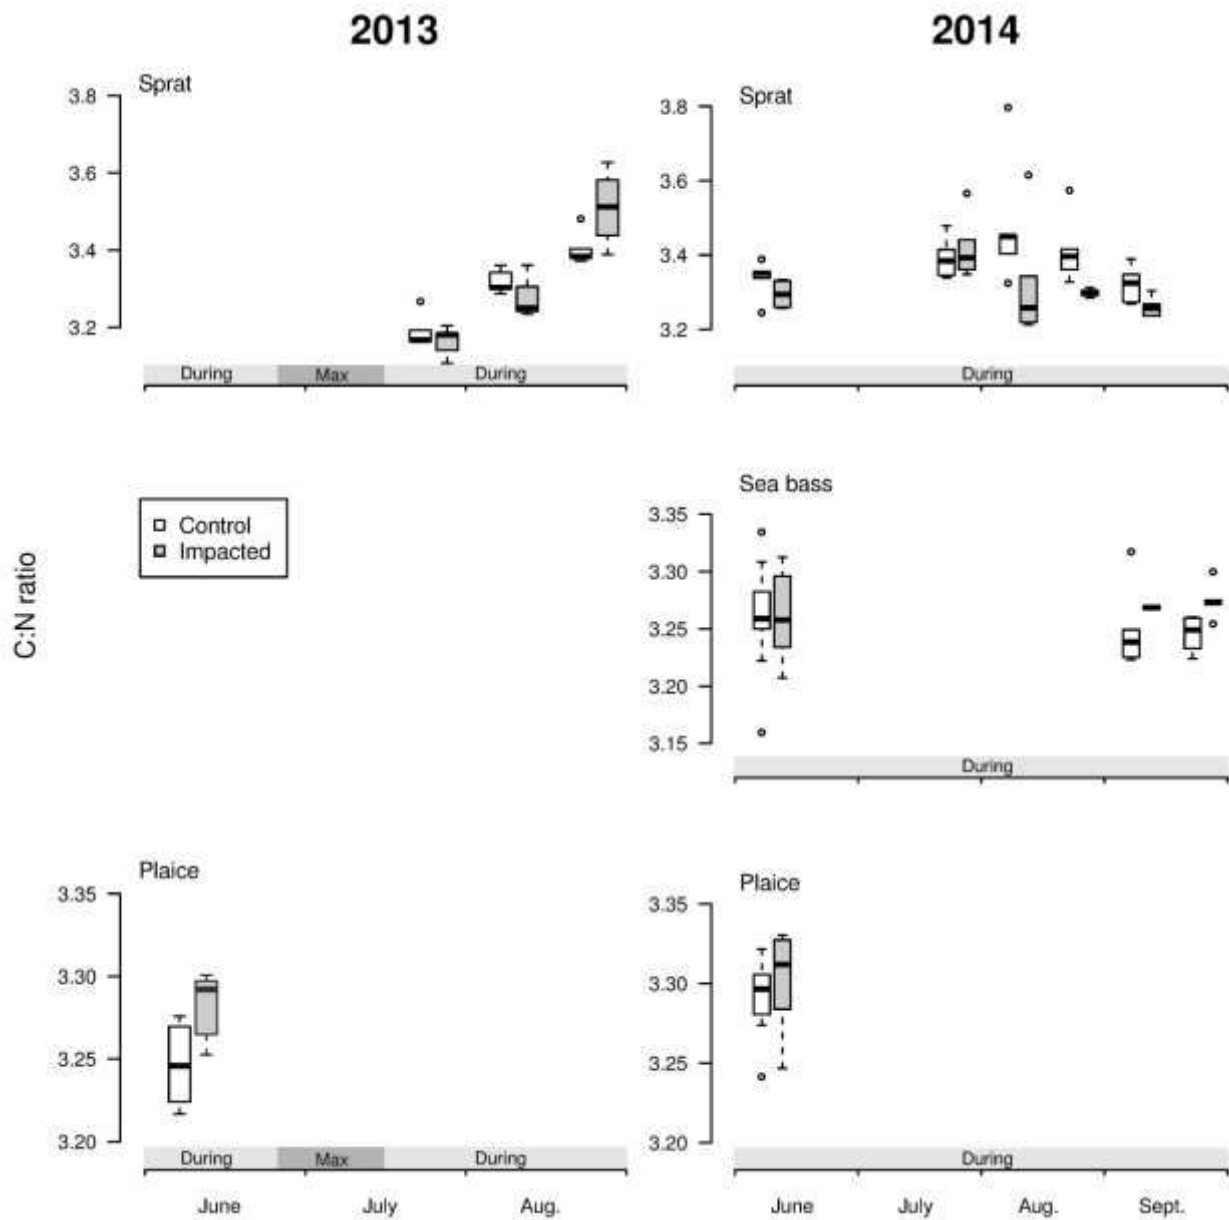 2013 2014
Sprat
3.8
3.6
3.4
3.2
During Max During
Sprat
3.8
3.6
3.4
3.2
During
C:N ratio
Control
Impacted
Sea bass
3.35
3.30
3.25
3.20
3.15
During
Plaice
3.35
3.30
3.25
3.20
During Max During
June July Aug.
Plaice
3.35
3.30
3.25
3.20
During
June July Aug. Sept.